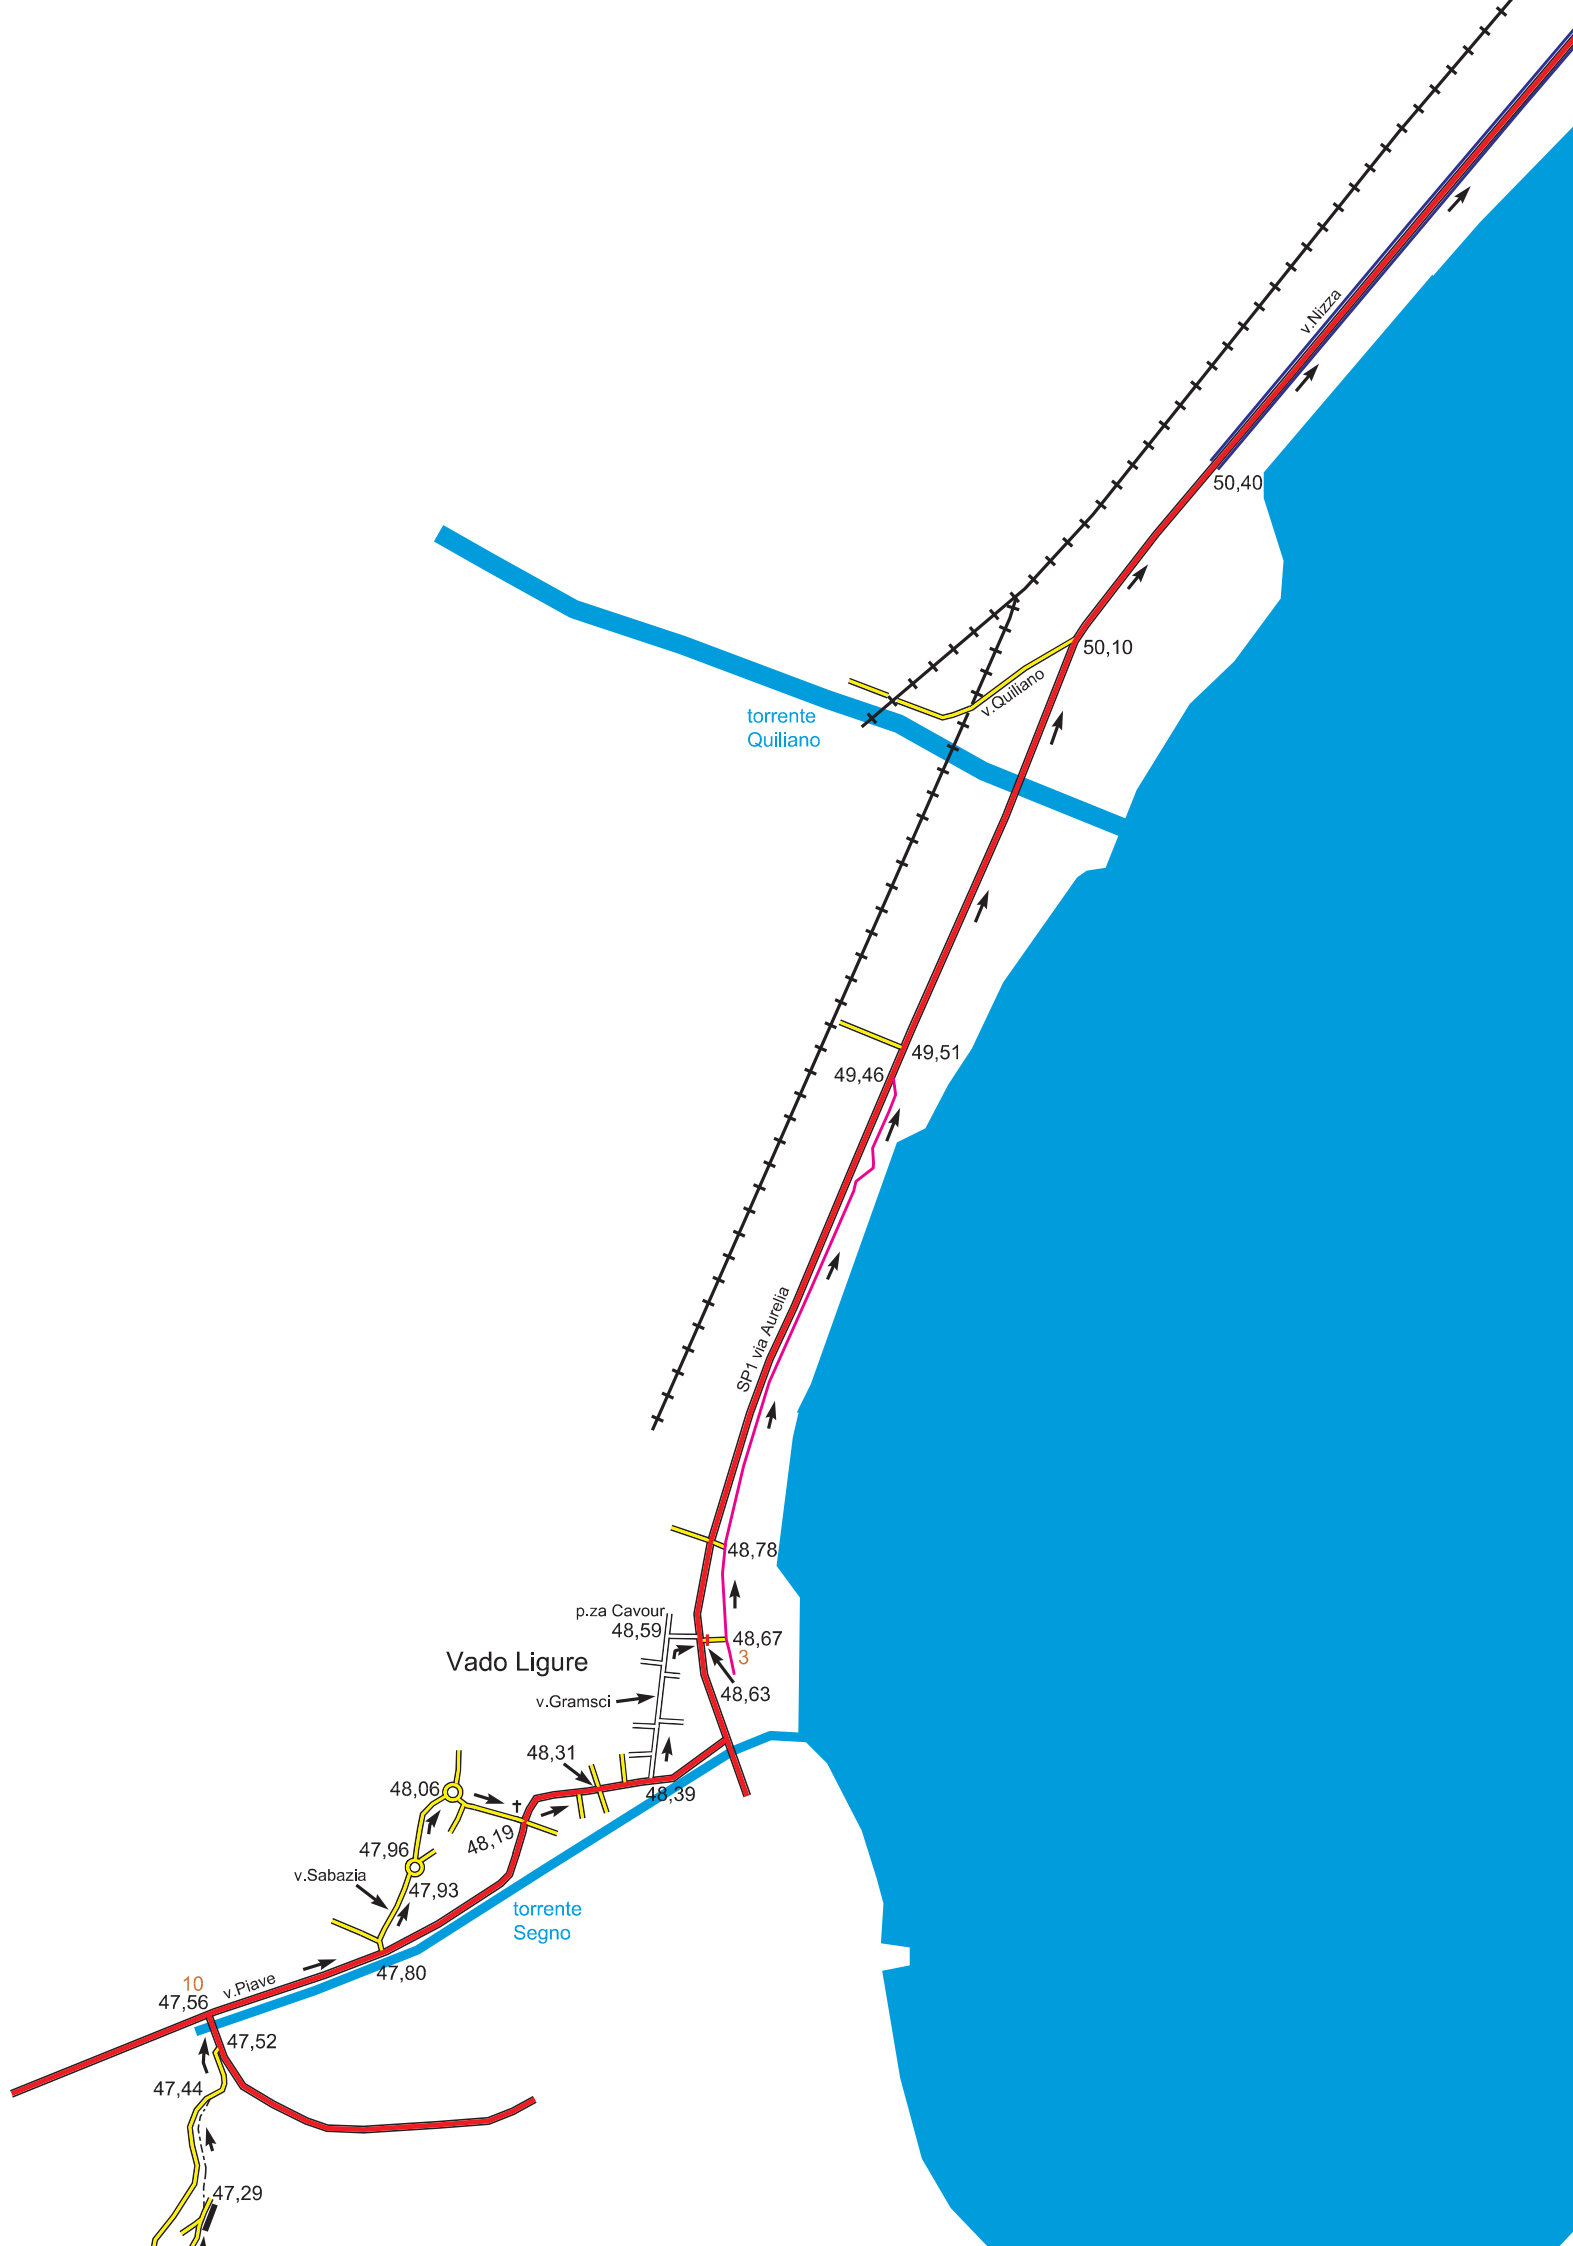 v.Nizza
50,40
50,10
v.Quiliano
torrente
Quiliano
49,51
49,46
SP1 via Aurelia
48,78
p.za Cavour
48,59
48,67
3
Vado Ligure
48,63
v.Gramsci
48,31
48,06
48,39
48,19
47,96
v.Sabazia
47,93
torrente
Segno
47,80
10
v.Piave
47,56
47,52
47,44
47,29